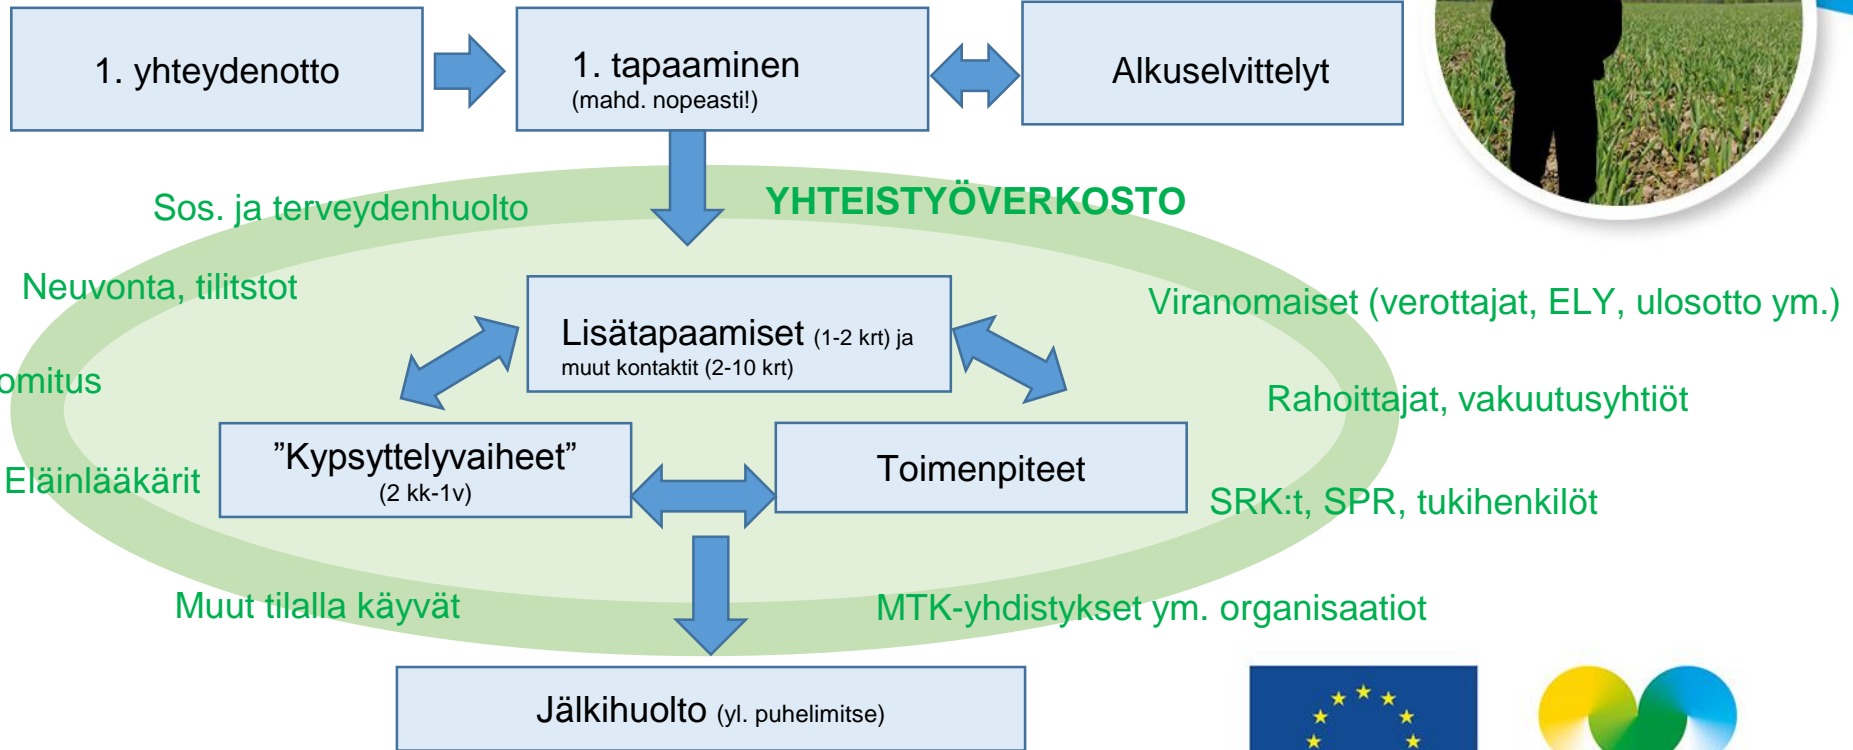 1. yhteydenotto
1. tapaaminen
(mahd. nopeasti!)
Alkuselvittelyt
Sos. ja terveydenhuolto
YHTEISTYÖVERKOSTO
Neuvonta, tilitstot
Viranomaiset (verottajat, ELY, ulosotto ym.)
Lisätapaamiset (1-2 krt) ja
muut kontaktit (2-10 krt)
omitus
Rahoittajat, vakuutusyhtiöt
”Kypsyttelyvaiheet”
(2 kk-1v)
Toimenpiteet
Eläinlääkärit
SRK:t, SPR, tukihenkilöt
Muut tilalla käyvät
MTK-yhdistykset ym. organisaatiot
Jälkihuolto (yl. puhelimitse)